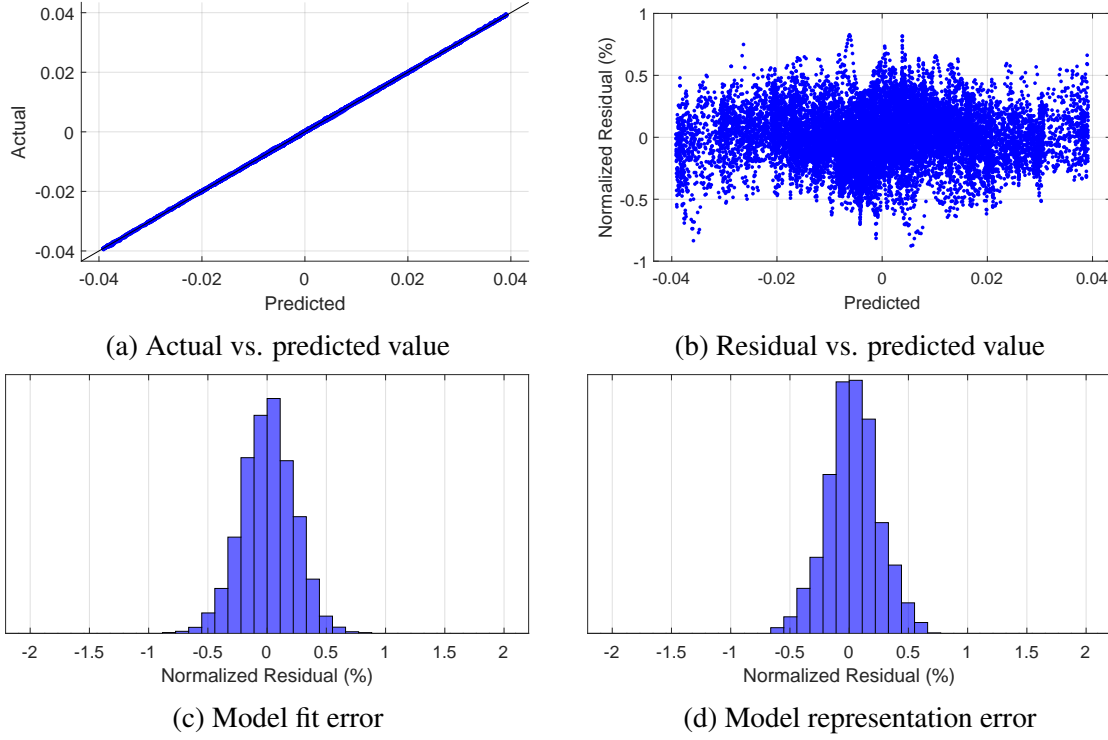 0.04
0.02
0
-0.02
-0.04
Actual
-0.04 -0.02 0 0.02 0.04
Predicted
(a) Actual vs. predicted value
1
0.5
0
-0.5
-1
Normalized Residual (%)
-0.04 -0.02 0 0.02 0.04
Predicted
(b) Residual vs. predicted value
-2 -1.5 -1 -0.5 0 0.5 1 1.5 2
Normalized Residual (%)
(c) Model fit error
-2 -1.5 -1 -0.5 0 0.5 1 1.5 2
Normalized Residual (%)
(d) Model representation error